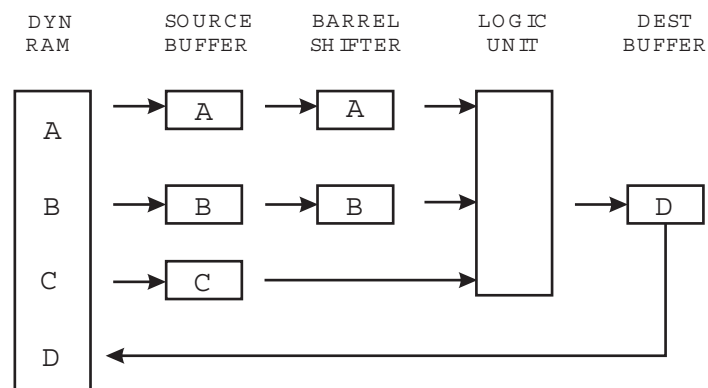 DYN SOURCE BARREL LOGIC DEST
RAM BUFFER SHIFTER UNIT BUFFER
A A A
B B B D
C C
D